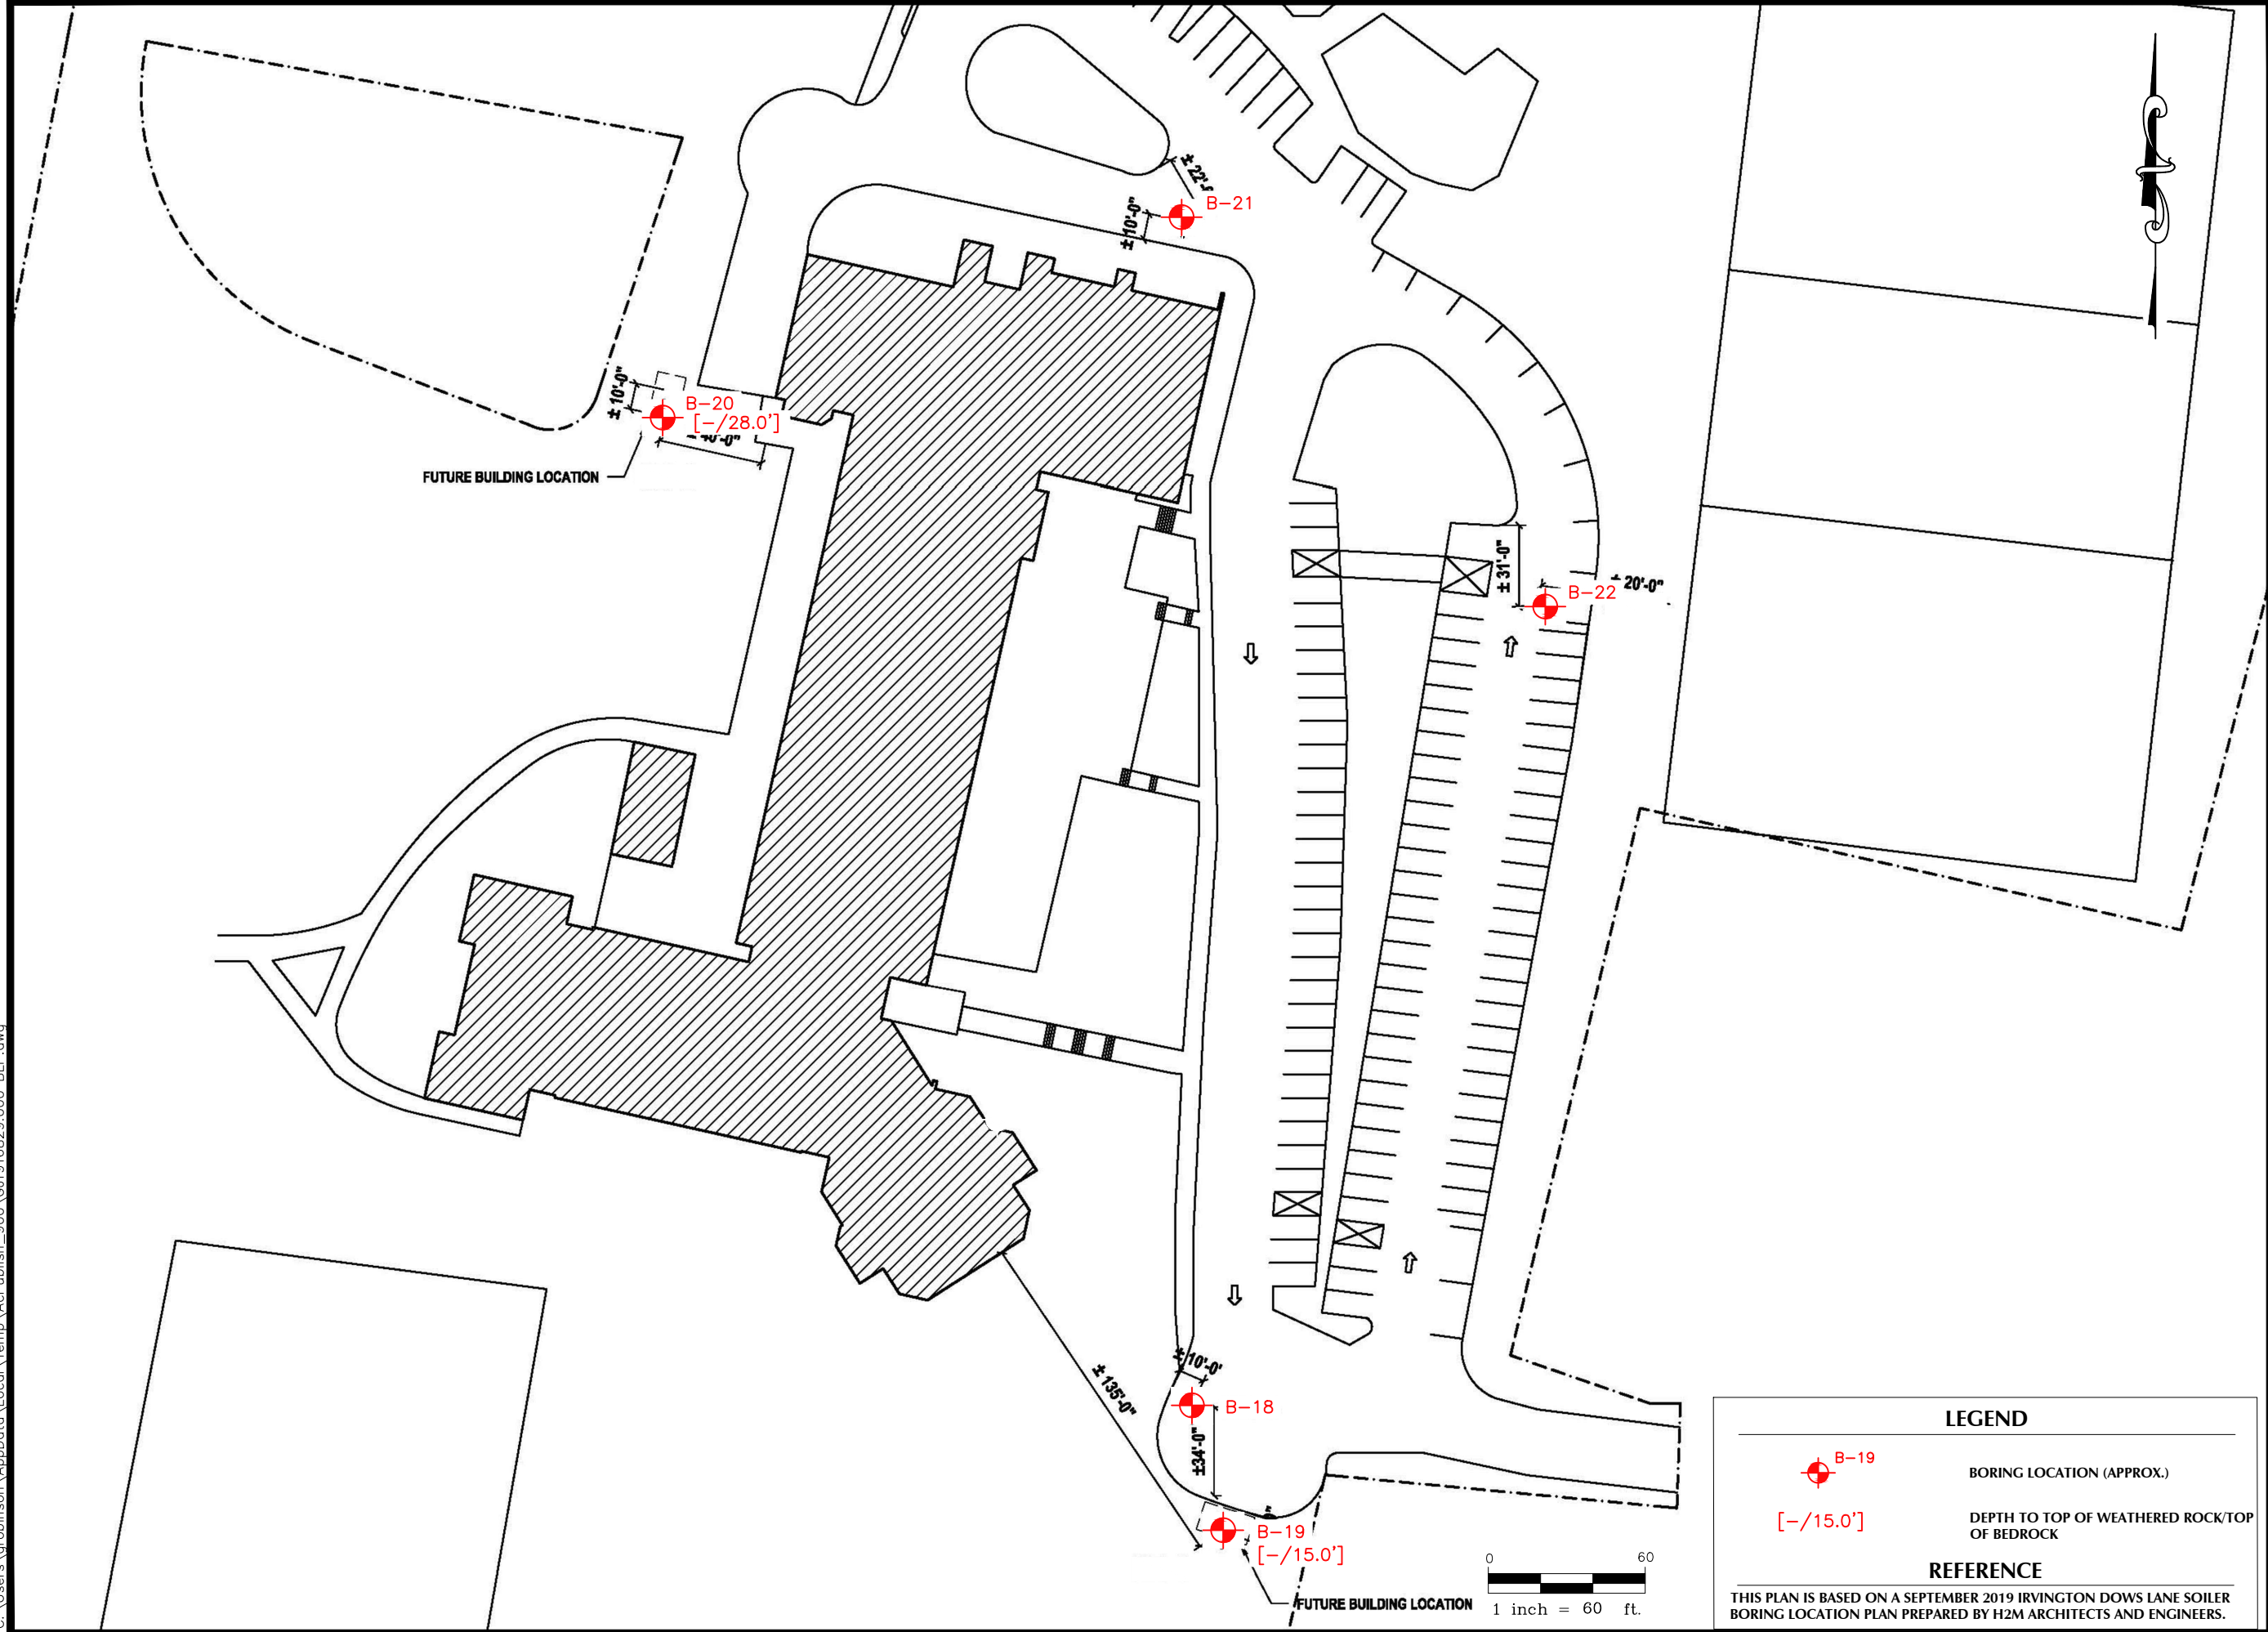 ± 22'-
B-21
± 10'-0"
± 10'-0"
B-20
[-/28.0']
40'-0"
FUTURE BUILDING LOCATION
± 31'-0"
± 20'-0"
B-22
± 10'-0'
± 135'-0"
B-18
±34'-0"
B-19
[-/15.0']
FUTURE BUILDING LOCATION
0 60
1 inch = 60 ft.
LEGEND
B-19
BORING LOCATION (APPROX.)
[-/15.0']
DEPTH TO TOP OF WEATHERED ROCK/TOP
OF BEDROCK
REFERENCE
THIS PLAN IS BASED ON A SEPTEMBER 2019 IRVINGTON DOWS LANE SOILER
BORING LOCATION PLAN PREPARED BY H2M ARCHITECTS AND ENGINEERS.